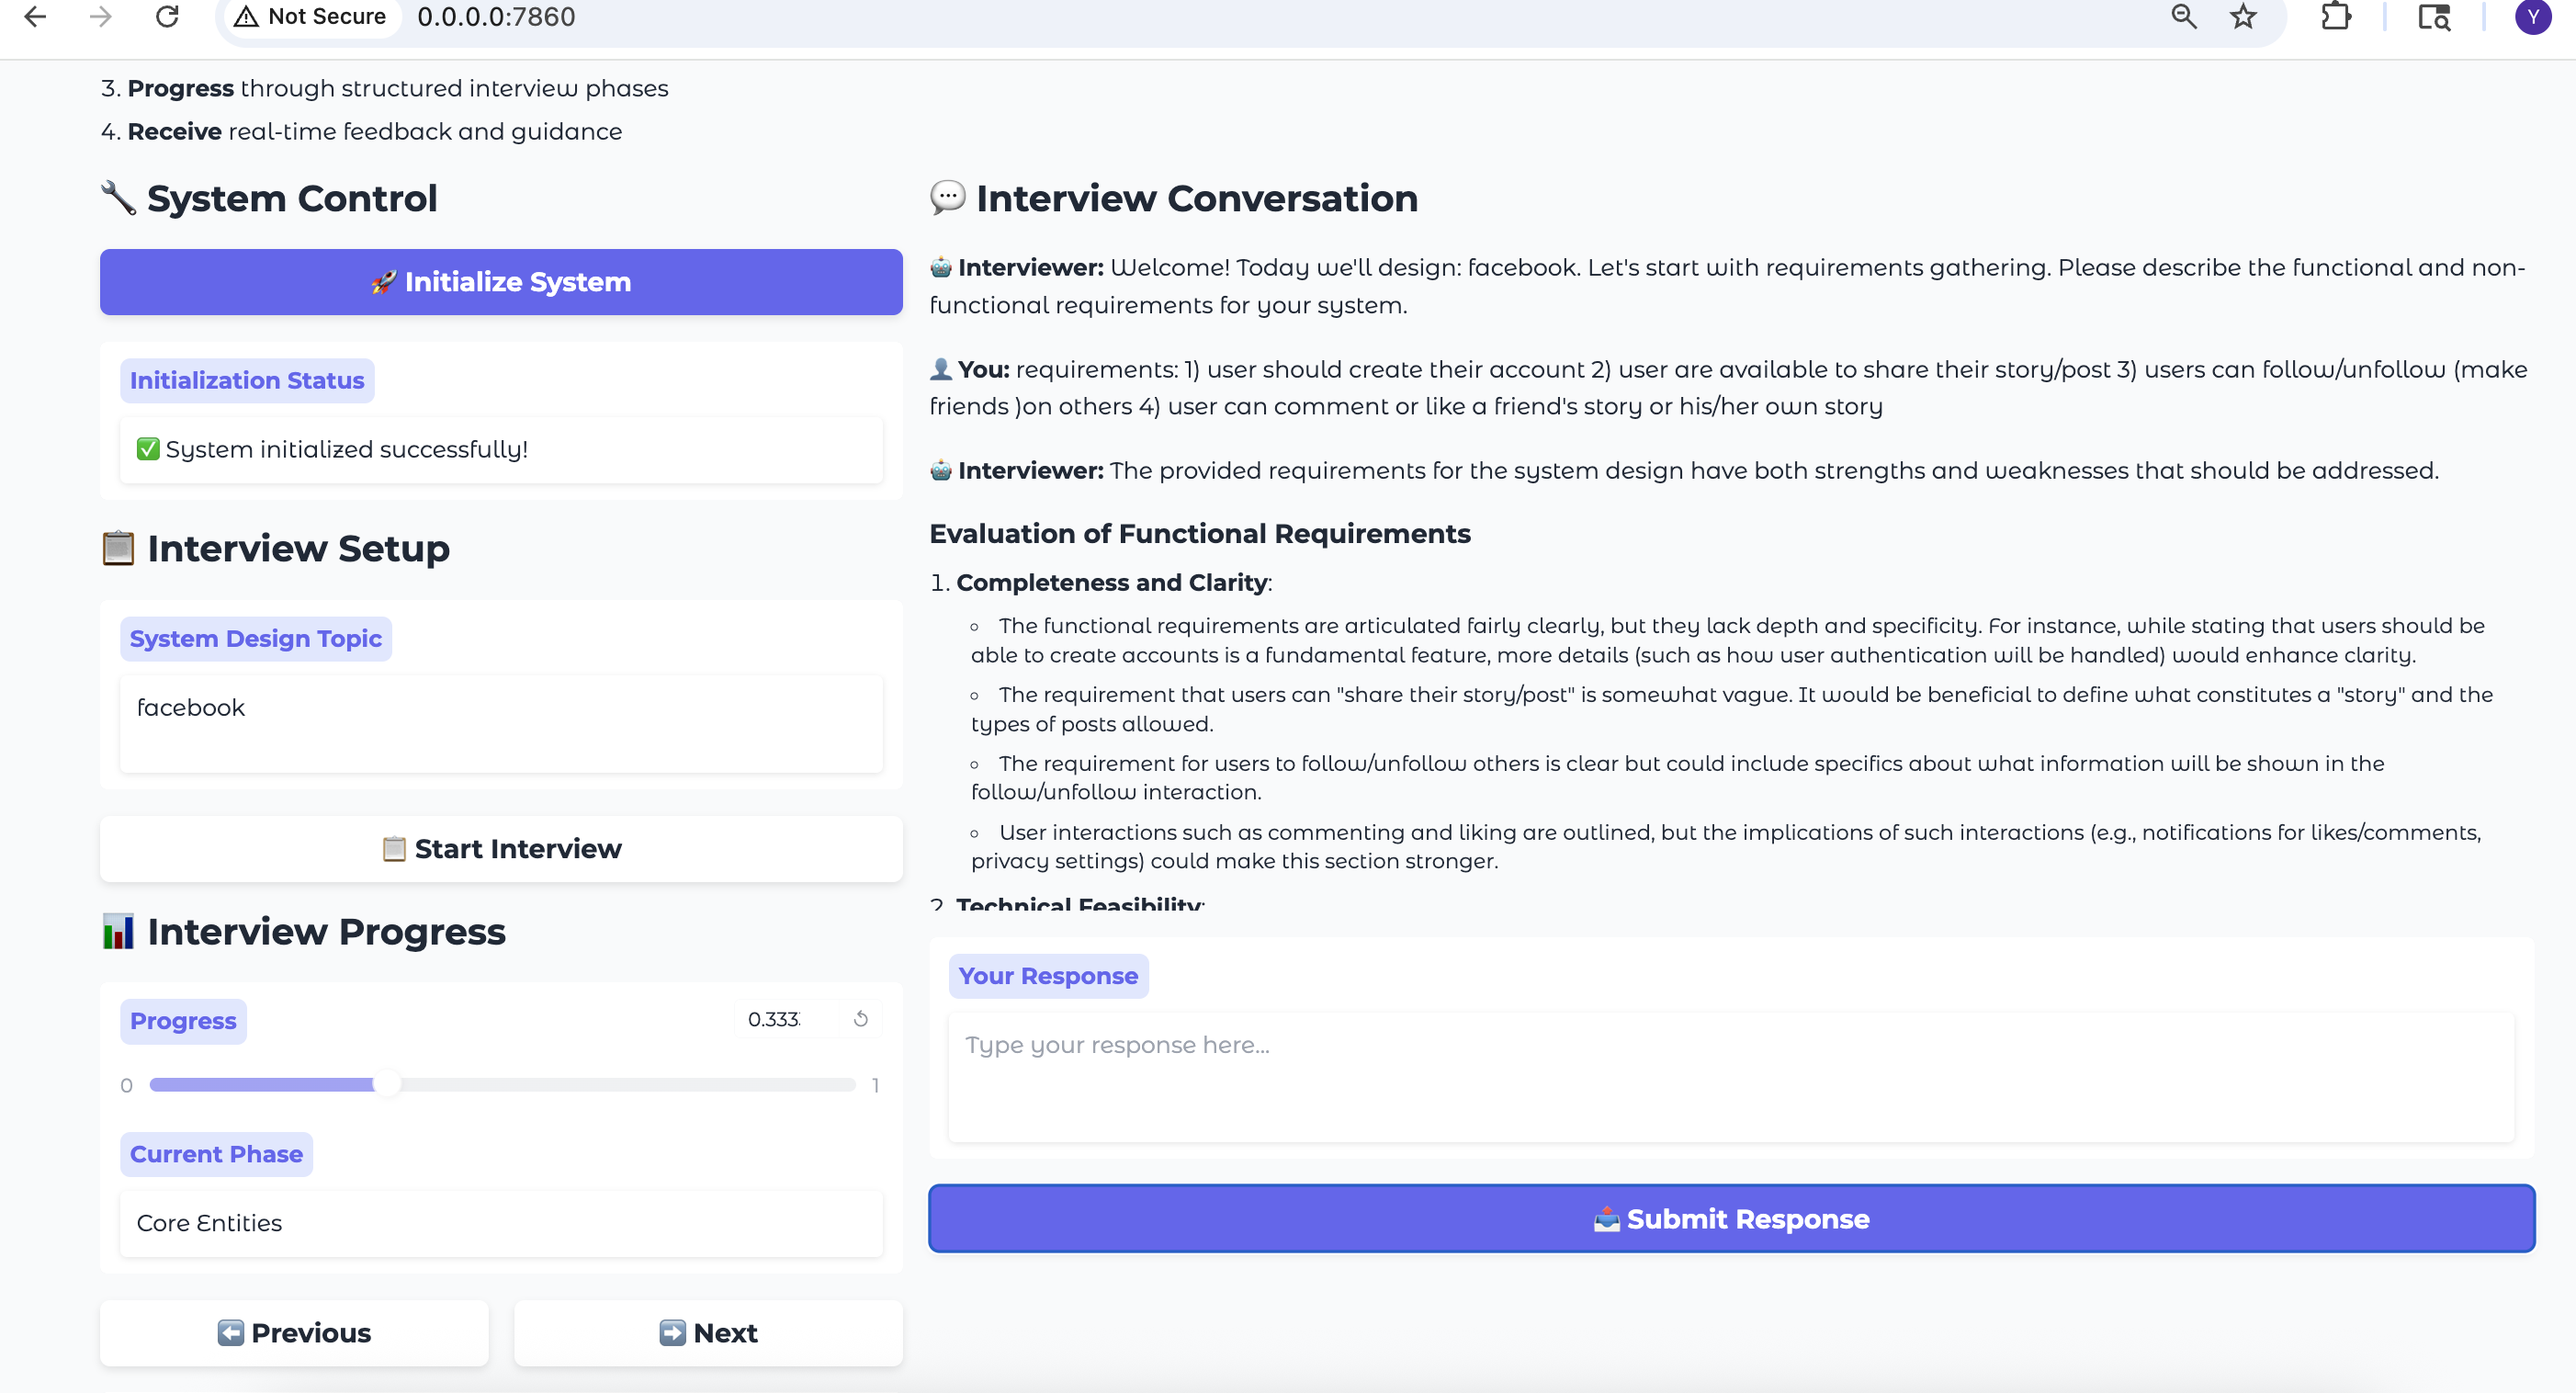 Not Secure 0.0.0.0:7860
Y
3. Progress through structured interview phases
4. Receive real-time feedback and guidance
System Control
Initialize System
Initialization Status
System initialized successfully!
Interview Setup
System Design Topic
facebook
Start Interview
Interview Progress
Progress
0.333
0
1
Current Phase
Core Entities
Previous
Next
Interview Conversation
Interviewer: Welcome! Today we'll design: facebook. Let's start with requirements gathering. Please describe the functional and non-
functional requirements for your system.
You: requirements: 1) user should create their account 2) user are available to share their story/post 3) users can follow/unfollow (make
friends )on others 4) user can comment or like a friend's story or his/her own story
Interviewer: The provided requirements for the system design have both strengths and weaknesses that should be addressed.
Evaluation of Functional Requirements
1. Completeness and Clarity:
The functional requirements are articulated fairly clearly, but they lack depth and specificity. For instance, while stating that users should be
able to create accounts is a fundamental feature, more details (such as how user authentication will be handled) would enhance clarity.
The requirement that users can "share their story/post" is somewhat vague. It would be beneficial to define what constitutes a "story" and the
types of posts allowed.
The requirement for users to follow/unfollow others is clear but could include specifics about what information will be shown in the
follow/unfollow interaction.
User interactions such as commenting and liking are outlined, but the implications of such interactions (e.g., notifications for likes/comments,
privacy settings) could make this section stronger.
2. Technical Feasibility:
Your Response
Type your response here...
Submit Response